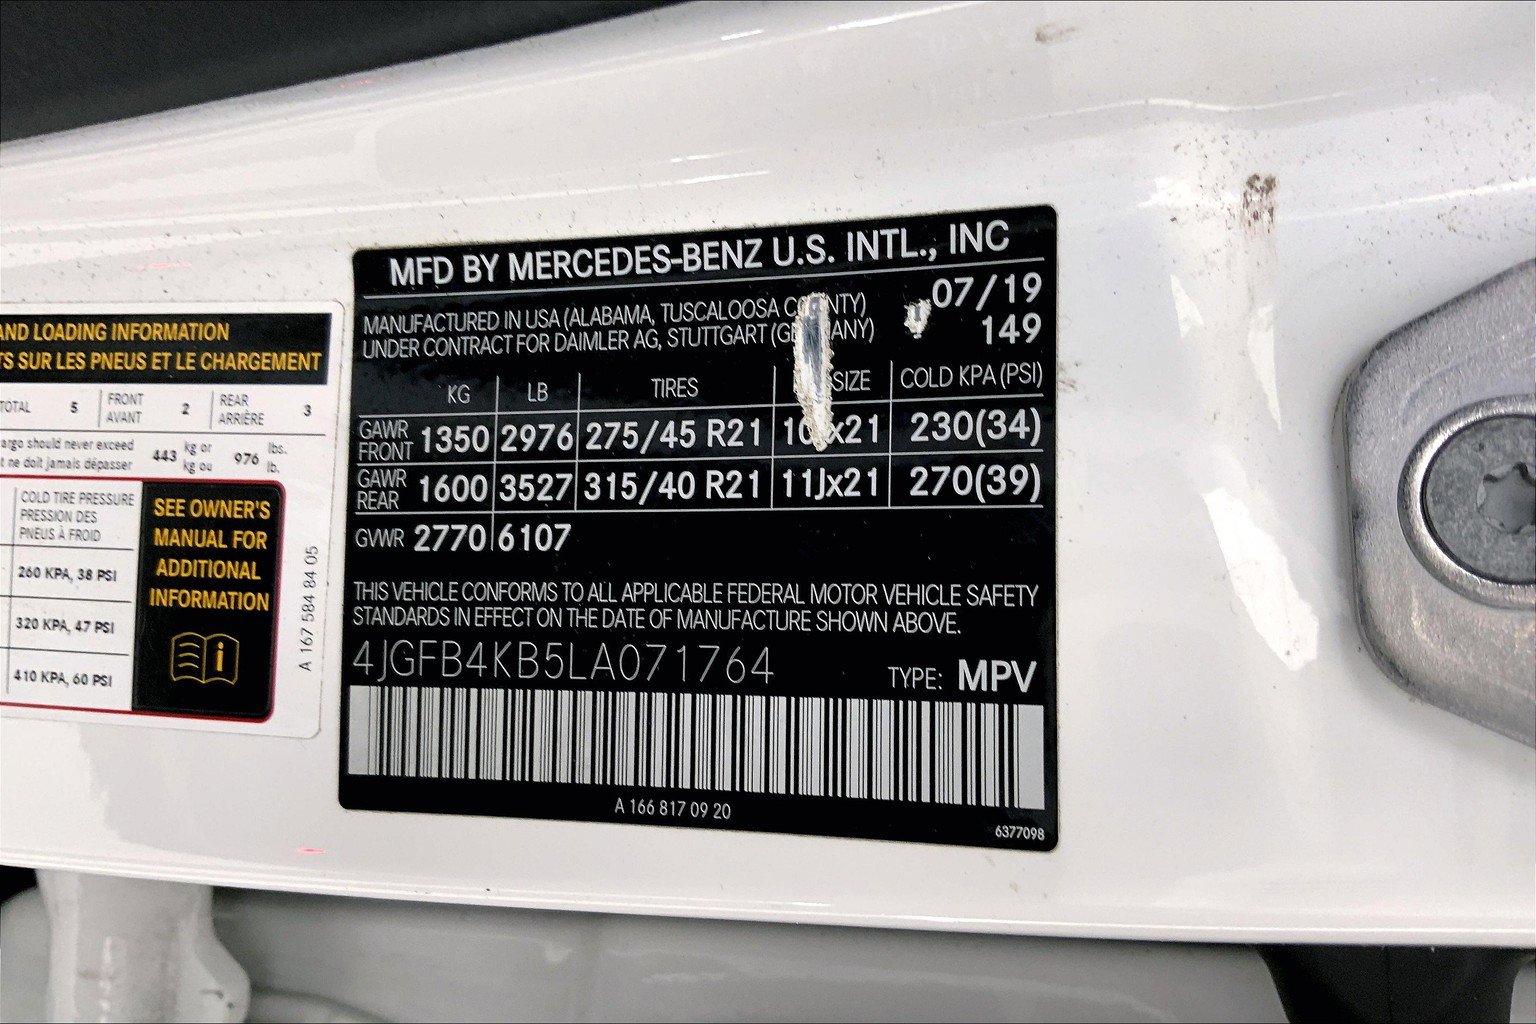 AND LOADING INFORMATION
TS SUR LES PNEUS ET LE CHARGEMENT
TOTAL 5 FRONT AVANT 2 REAR ARRIÈRE 3
argo should never exceed 443 kg or 976 lbs.
t ne doit jamais dépasser kg ou lb.
COLD TIRE PRESSURE
PRESSION DES
PNEUS À FROID
260 KPA, 38 PSI
320 KPA, 47 PSI
410 KPA, 60 PSI
SEE OWNER'S
MANUAL FOR
ADDITIONAL
INFORMATION
A 167 584 84 05
MFD BY MERCEDES-BENZ U.S. INTL., INC
MANUFACTURED IN USA (ALABAMA, TUSCALOOSA COUNTY) 07/19
UNDER CONTRACT FOR DAIMLER AG, STUTTGART (GERMANY) 149
KG LB TIRES SIZE COLD KPA (PSI)
GAWR FRONT 1350 2976 275/45 R21 10Jx21 230(34)
GAWR REAR 1600 3527 315/40 R21 11Jx21 270(39)
GVWR 2770 6107
THIS VEHICLE CONFORMS TO ALL APPLICABLE FEDERAL MOTOR VEHICLE SAFETY
STANDARDS IN EFFECT ON THE DATE OF MANUFACTURE SHOWN ABOVE.
4JGFB4KB5LA071764 TYPE: MPV
A 166 817 09 20
6377098